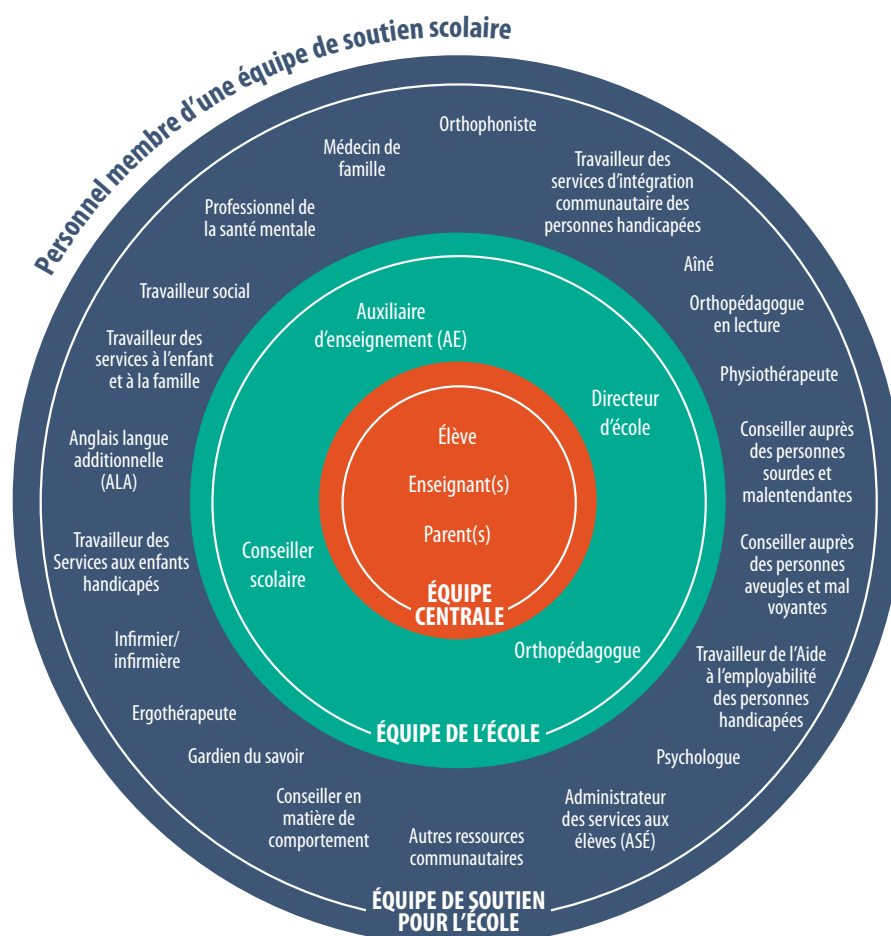 Personnel membre d'une équipe de soutien scolaire
Orthophoniste
Médecin de
famille
Travailleur des
services d'intégration
communautaire des
personnes handicapées
Professionnel de
la santé mentale
Aîné
Travailleur social
Orthopédagogue
en lecture
Travailleur des
services à l'enfant
et à la famille
Physiothérapeute
Anglais langue
additionnelle
(ALA)
Conseiller auprès
des personnes
sourdes et
malentendantes
Travailleur des
Services aux enfants
handicapés
Conseiller auprès
des personnes
aveugles et mal
voyantes
Infirmier/
infirmière
Travailleur de l'Aide
à l'employabilité
des personnes
handicapées
Ergothérapeute
Gardien du savoir
Psychologue
Conseiller en
matière de
comportement
Autres ressources
communautaires
Administrateur
des services aux
élèves (ASÉ)
ÉQUIPE DE SOUTIEN
POUR L'ÉCOLE
Auxiliaire
d'enseignement (AE)
Directeur
d'école
Conseiller
scolaire
Orthopédagogue
ÉQUIPE DE L'ÉCOLE
Élève
Enseignant(s)
Parent(s)
ÉQUIPE
CENTRALE